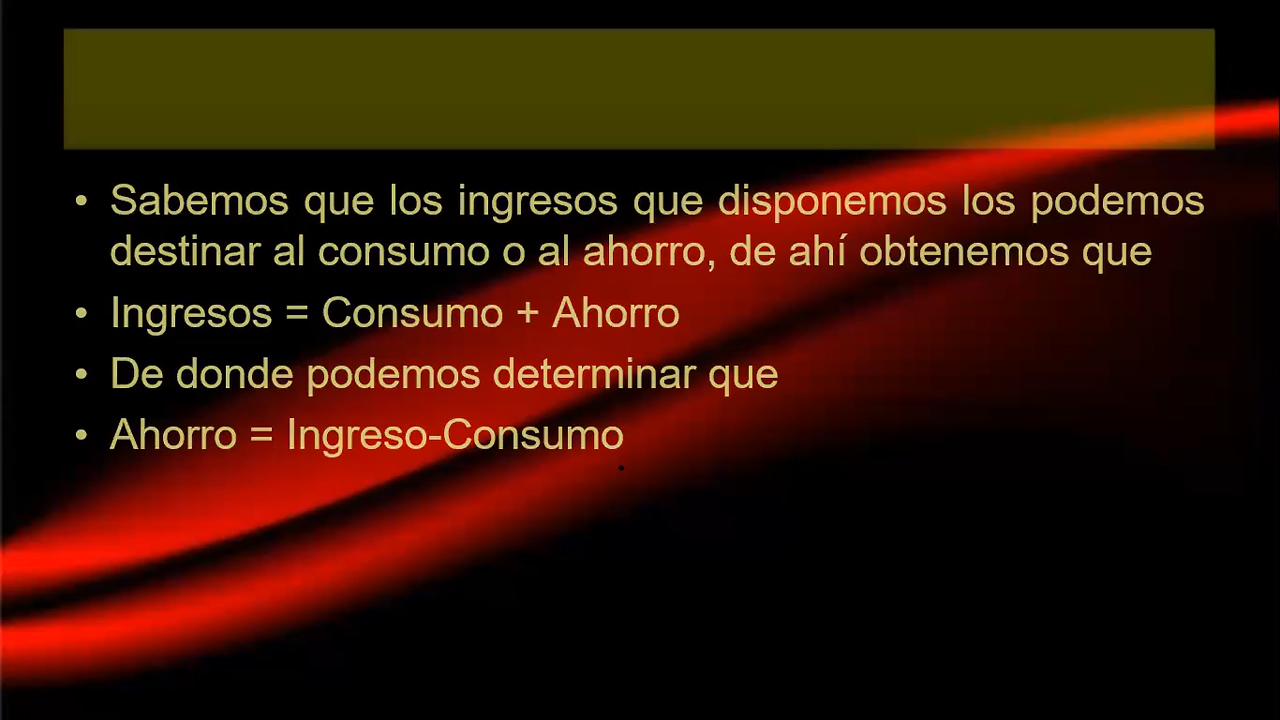 • Sabemos que los ingresos que disponemos los podemos
destinar al consumo o al ahorro, de ahí obtenemos que
• Ingresos = Consumo + Ahorro
• De donde podemos determinar que
• Ahorro = Ingreso-Consumo